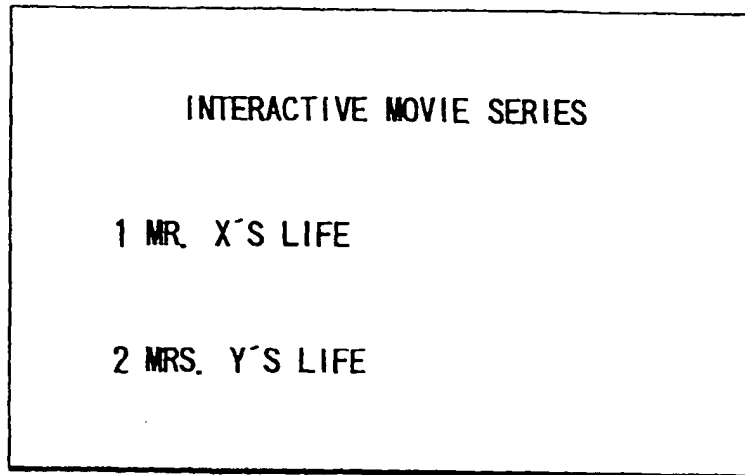 INTERACTIVE MOVIE SERIES
1 MR. X´S LIFE
2 MRS. Y´S LIFE